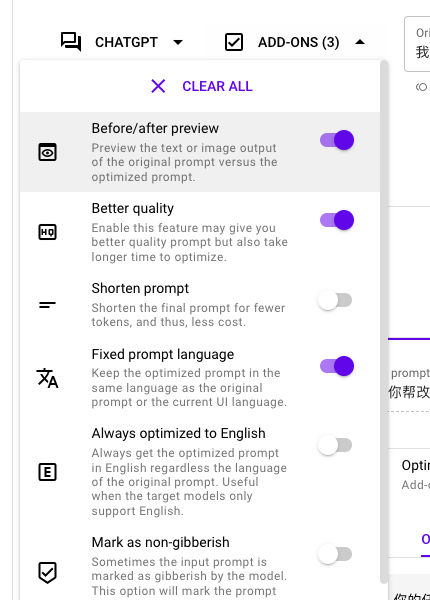 CHATGPT
ADD-ONS (3)
Ori
我
CLEAR ALL
Before/after preview
Preview the text or image output
of the original prompt versus the
optimized prompt.
HQ
Better quality
Enable this feature may give you
better quality prompt but also take
longer time to optimize.
Shorten prompt
Shorten the final prompt for fewer
tokens, and thus, less cost.
Fixed prompt language
Keep the optimized prompt in the
same language as the original
prompt or the current UI language.
prompt
你帮改
E
Always optimized to English
Always get the optimized prompt
in English regardless the language
of the original prompt. Useful
when the target models only
support English.
Optir
Add-o
Mark as non-gibberish
Sometimes the input prompt is
marked as gibberish by the model.
This option will mark the prompt
O